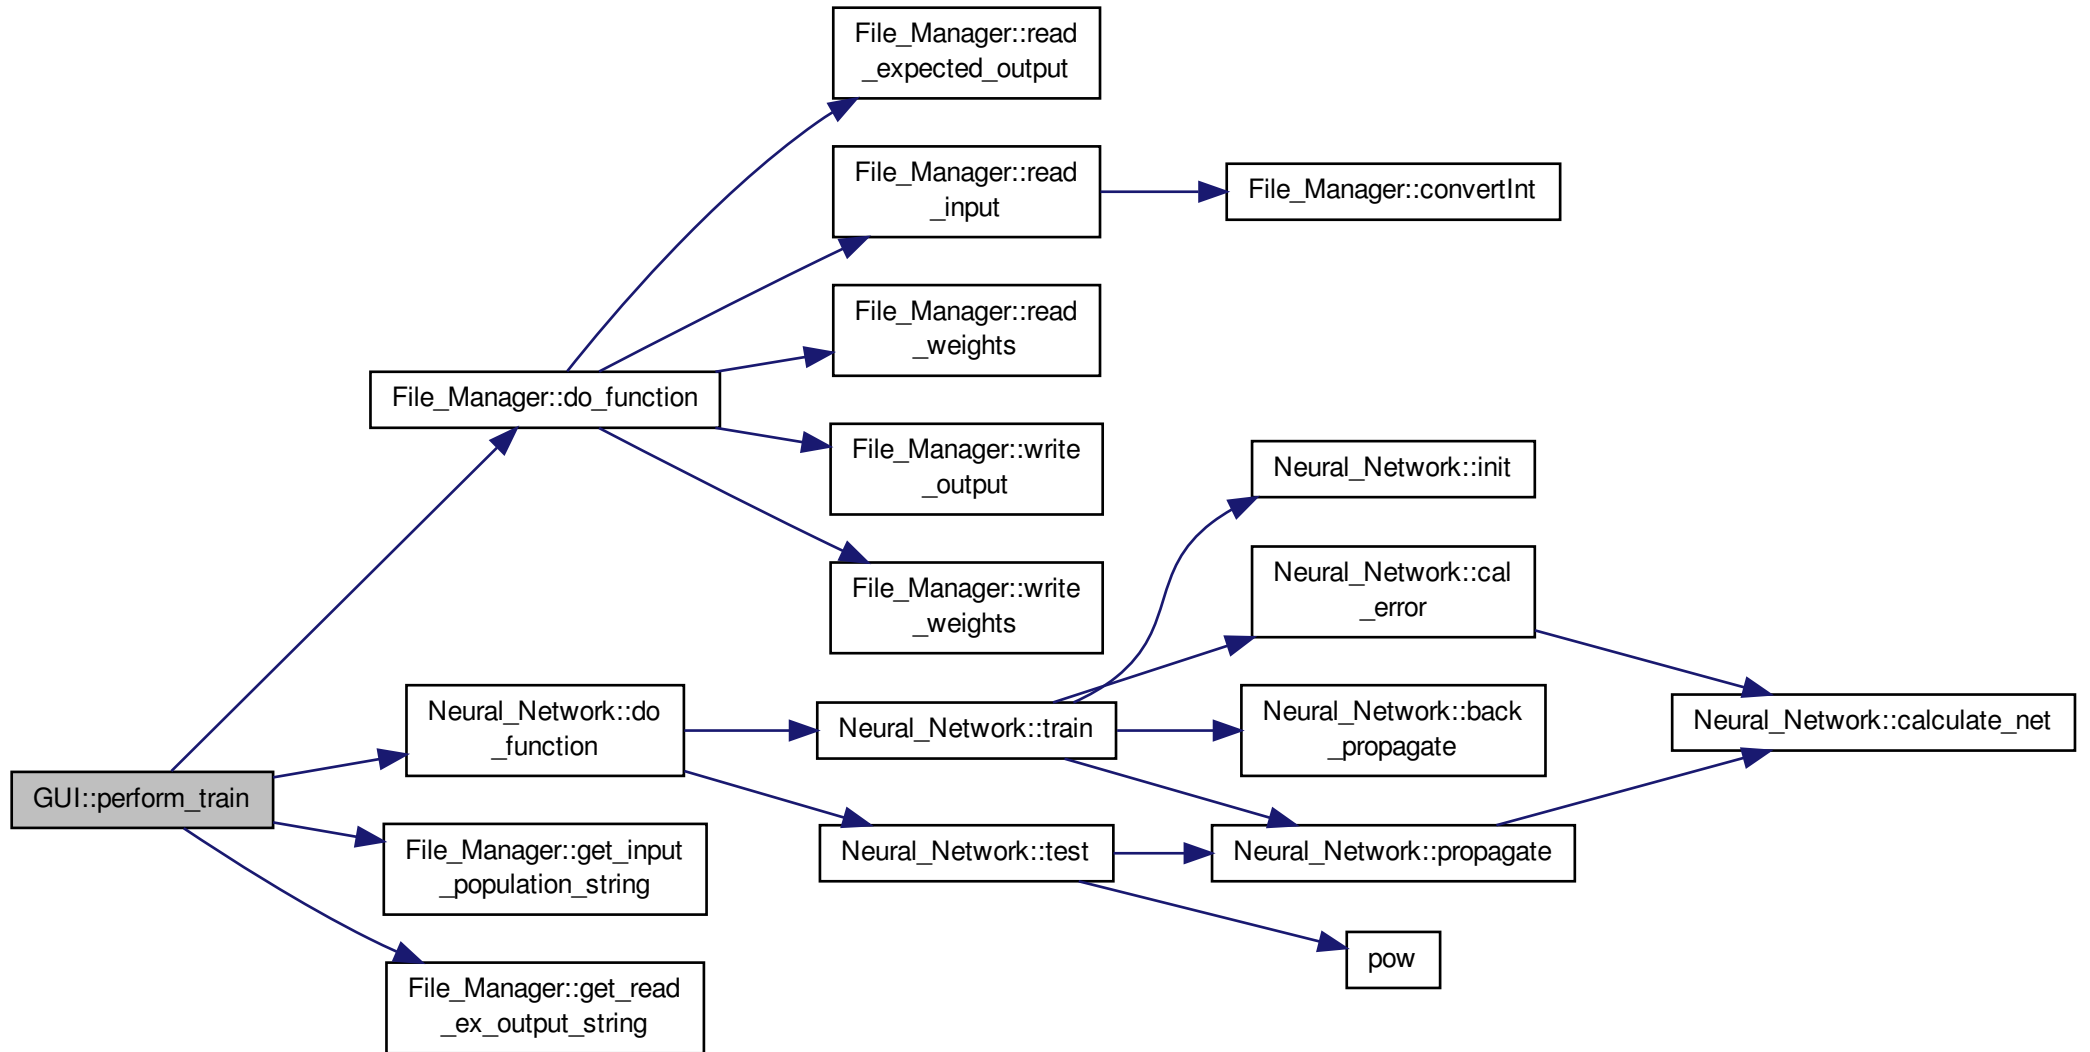 File_Manager::read
_expected_output
File_Manager::read
_input
File_Manager::convertInt
File_Manager::read
_weights
File_Manager::do_function
File_Manager::write
_output
Neural_Network::init
File_Manager::write
_weights
Neural_Network::cal
_error
Neural_Network::do
_function
Neural_Network::train
Neural_Network::back
_propagate
Neural_Network::calculate_net
GUI::perform_train
File_Manager::get_input
_population_string
Neural_Network::test
Neural_Network::propagate
pow
File_Manager::get_read
_ex_output_string